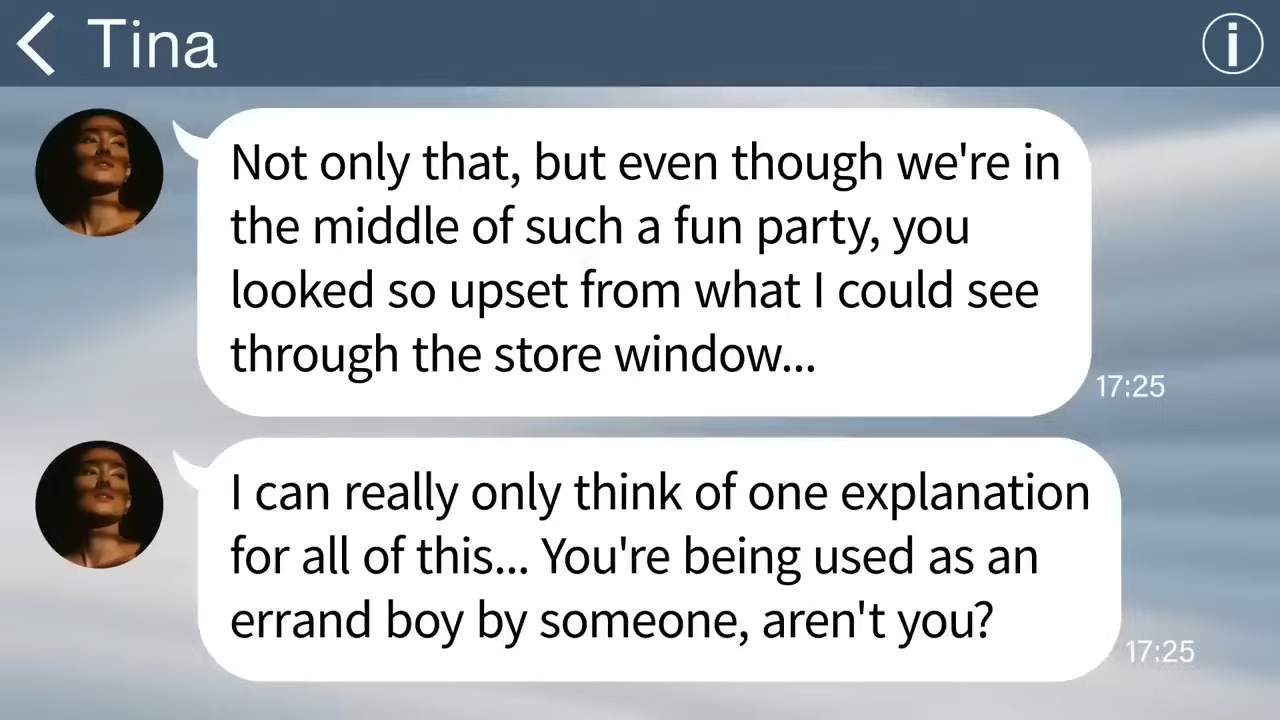 Tina
i
Not only that, but even though we're in
the middle of such a fun party, you
looked so upset from what I could see
through the store window...
17:25
I can really only think of one explanation
for all of this... You're being used as an
errand boy by someone, aren't you?
17:25